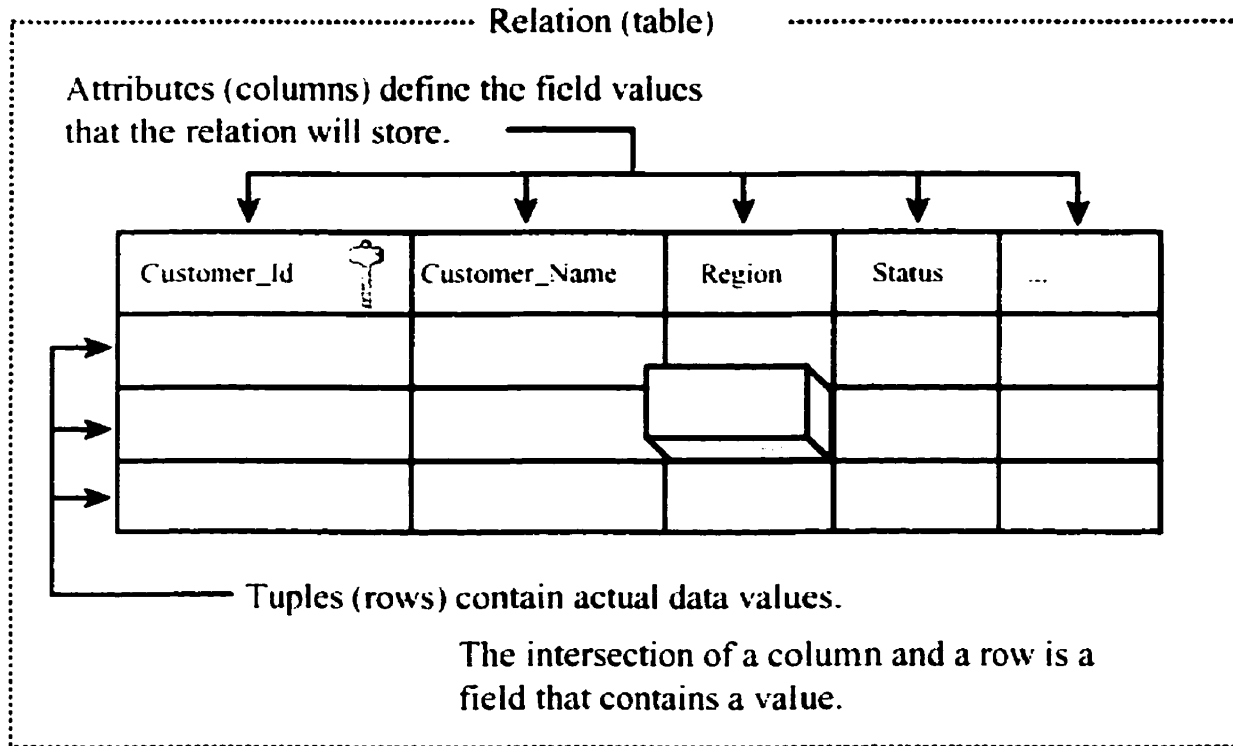 Relation (table)
Attributes (columns) define the field values
that the relation will store.
Customer_Id Customer_Name Region Status ...
Tuples (rows) contain actual data values.
The intersection of a column and a row is a
field that contains a value.